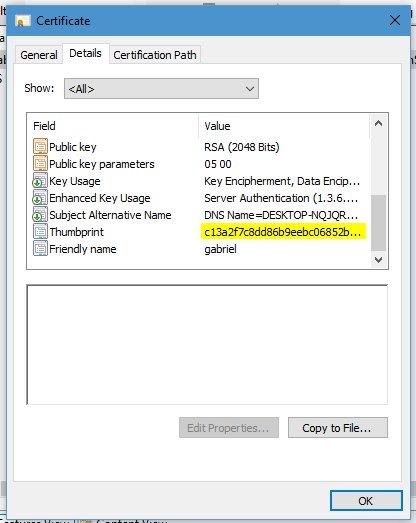 Certificate
General Details Certification Path
Show: <All>
Field Value
Public key RSA (2048 Bits)
Public key parameters 05 00
Key Usage Key Encipherment, Data Encip...
Enhanced Key Usage Server Authentication (1.3.6....
Subject Alternative Name DNS Name=DESKTOP-NQJQR...
Thumbprint c13a2f7c8dd86b9eebc06852b...
Friendly name gabriel
Edit Properties... Copy to File...
OK
Content View